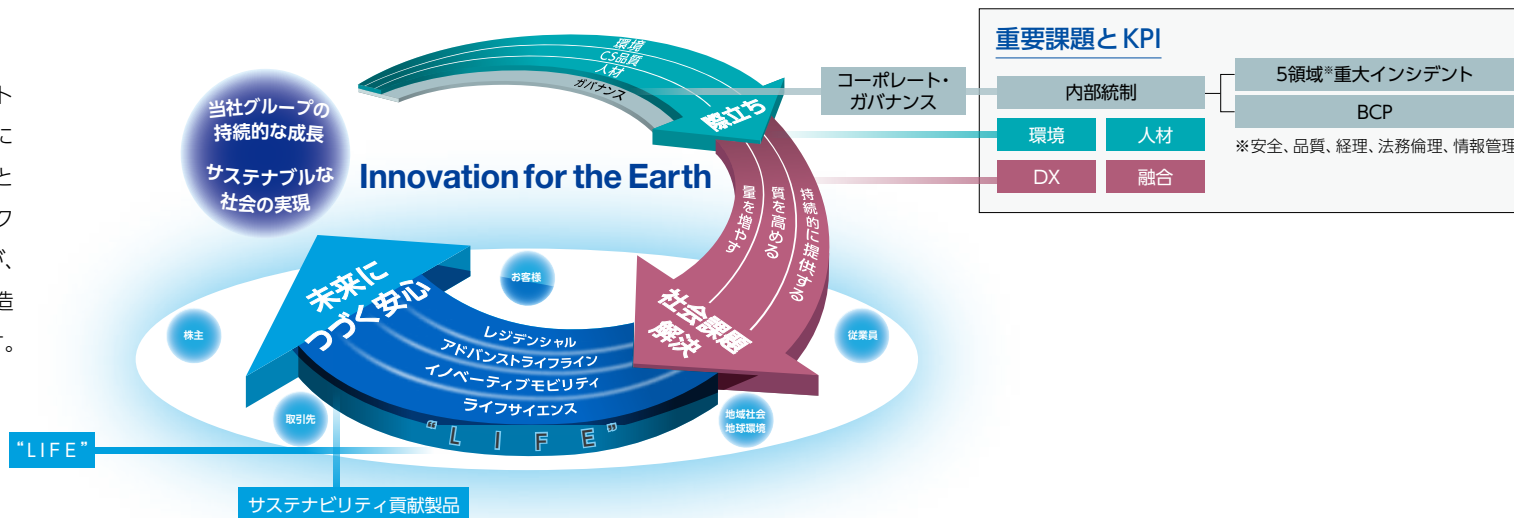 ト
に
と
ク
が、
造
す。
当社グループの
持続的な成長
サステナブルな
社会の実現
Innovation for the Earth
環境
CS品質
人材
ガバナンス
際立ち
持続的に提供する
質を高める
量を増やす
社会課題
解決
未来に
つづく安心
レジデンシャル
アドバンストライフライン
イノベーティブモビリティ
ライフサイエンス
“LIFE”
お客様
株主
従業員
取引先
地域社会
地球環境
“LIFE”
サステナビリティ貢献製品
コーポレート・
ガバナンス
重要課題とKPI
内部統制
5領域※重大インシデント
BCP
※安全、品質、経理、法務倫理、情報管理
環境
人材
DX
融合